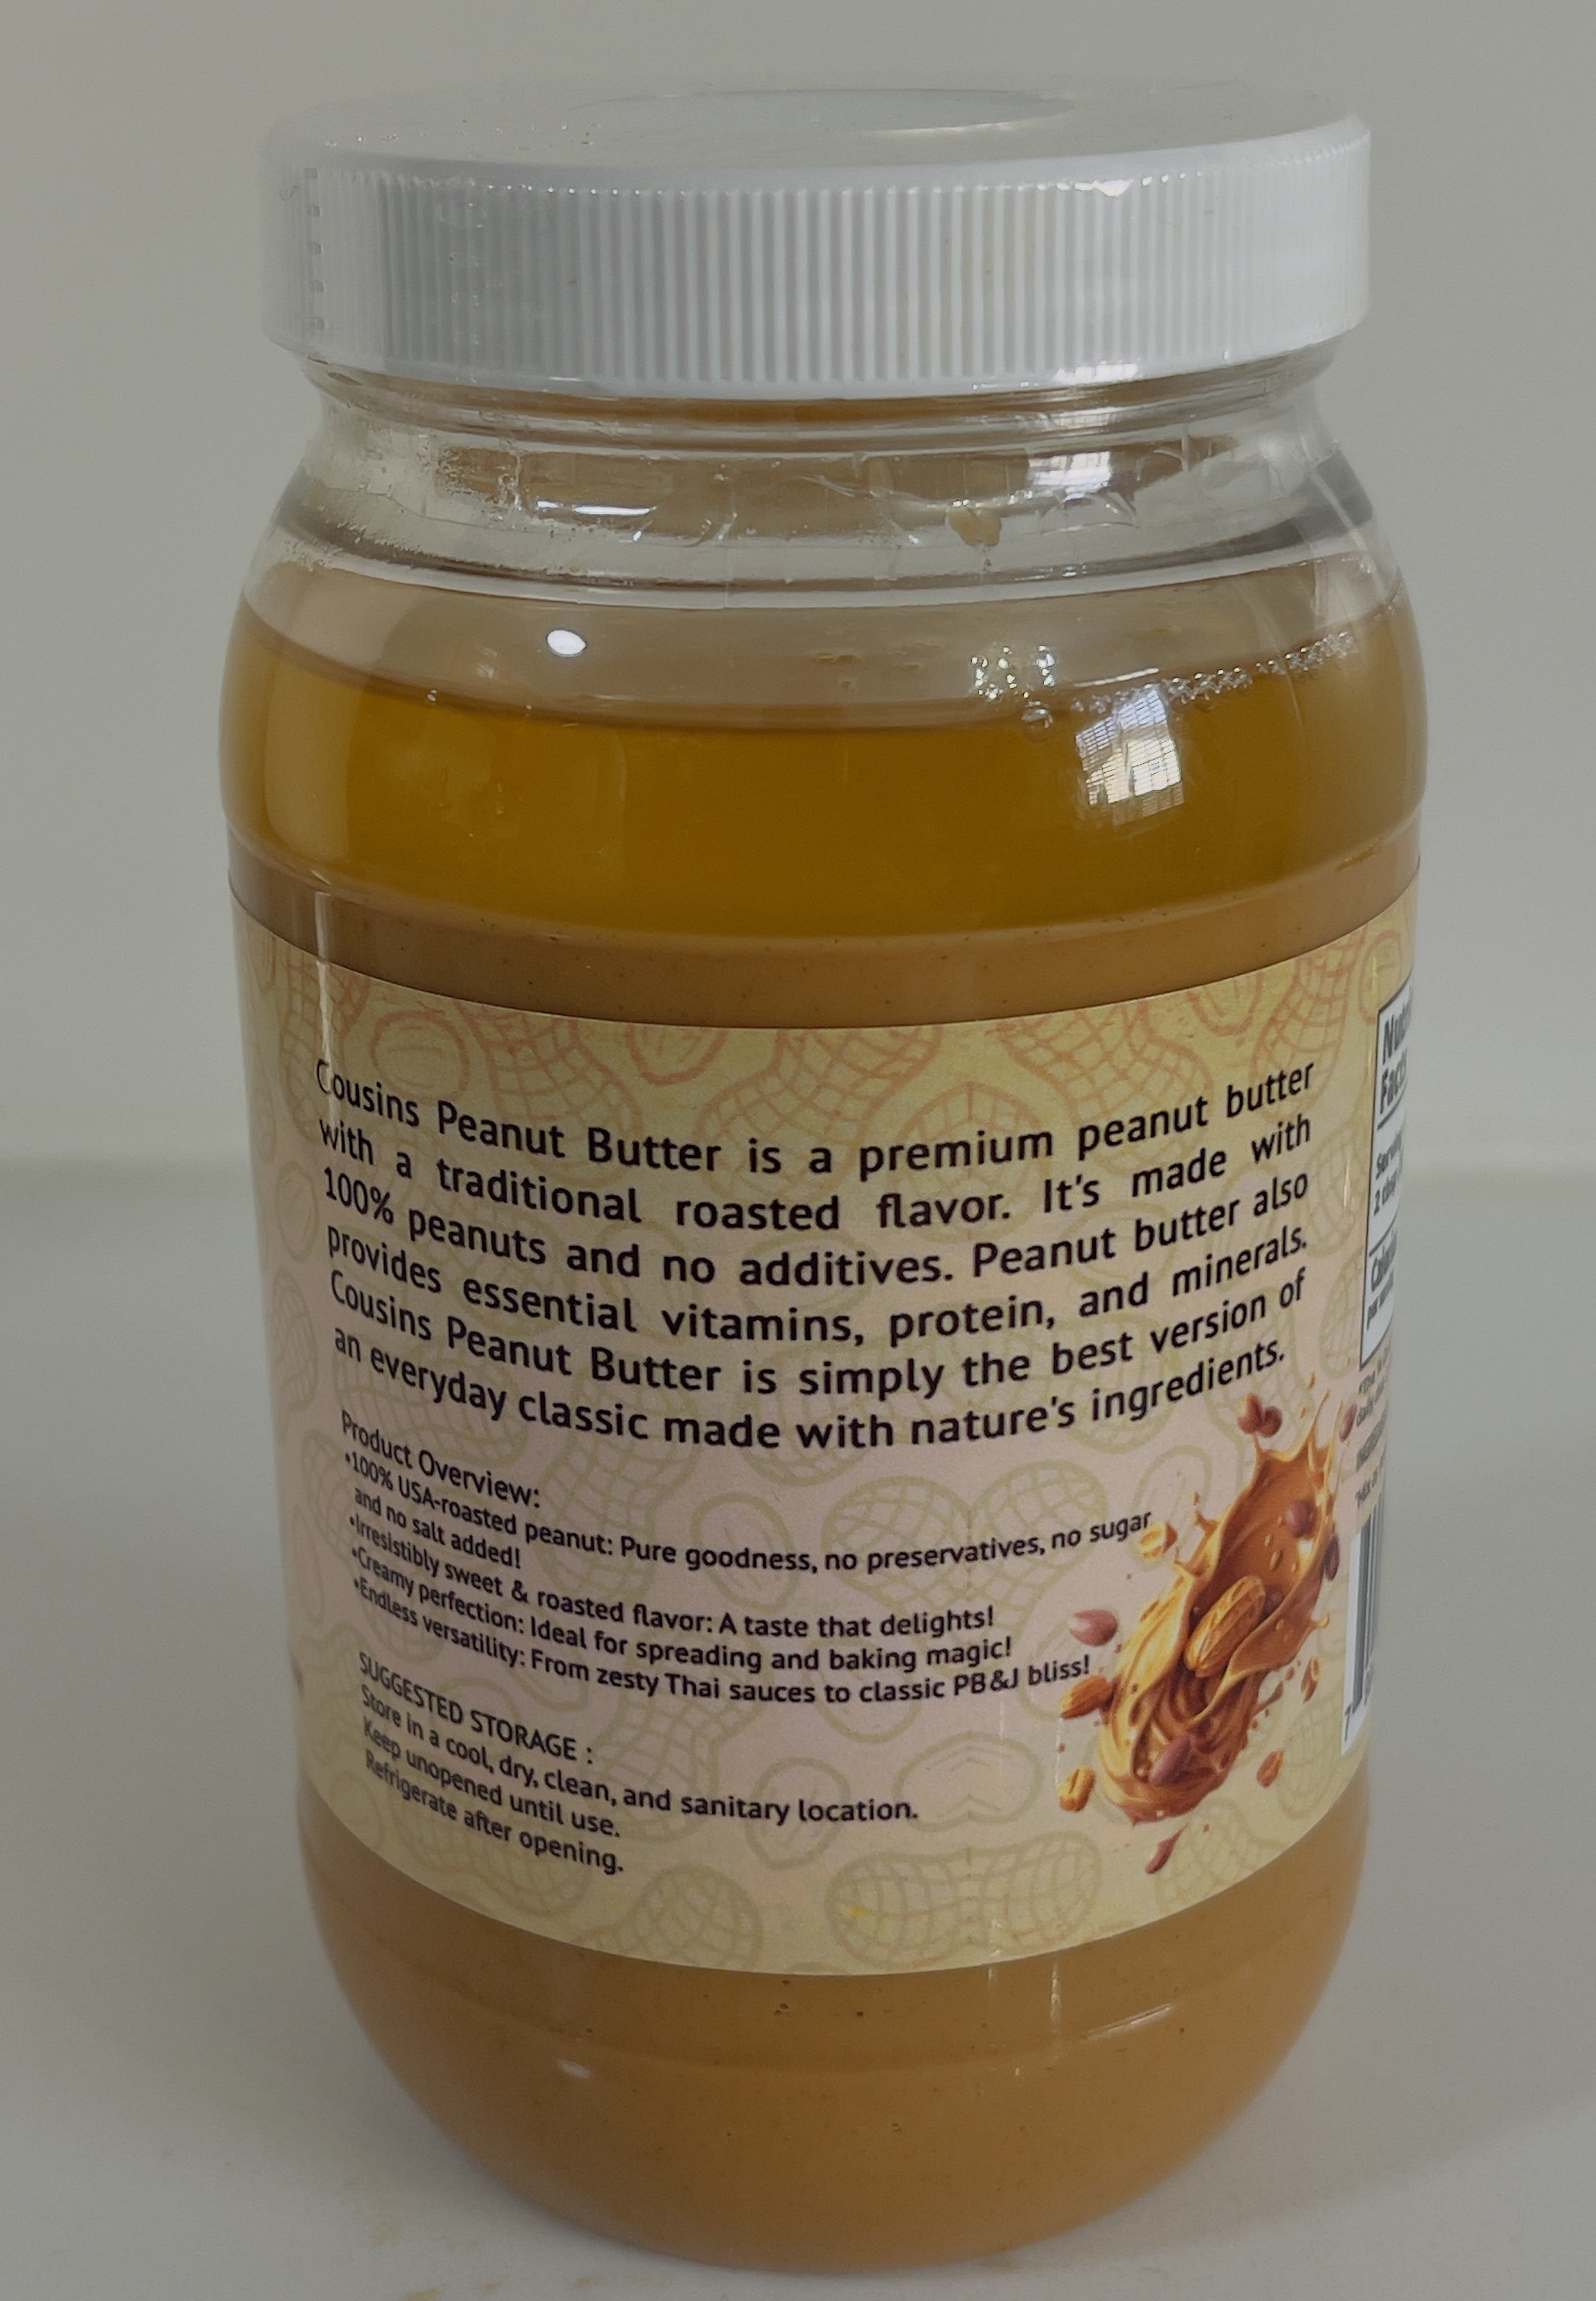 Cousins Peanut Butter is a premium peanut butter
with a traditional roasted flavor. It's made with
100% peanuts and no additives. Peanut butter also
provides essential vitamins, protein, and minerals.
Cousins Peanut Butter is simply the best version of
an everyday classic made with nature's ingredients.
Product Overview:
•100% USA-roasted peanut: Pure goodness, no preservatives, no sugar
and no salt added!
•Irresistibly sweet & roasted flavor: A taste that delights!
•Creamy perfection: Ideal for spreading and baking magic!
•Endless versatility: From zesty Thai sauces to classic PB&J bliss!
SUGGESTED STORAGE :
Store in a cool, dry, clean, and sanitary location.
Keep unopened until use.
Refrigerate after opening.